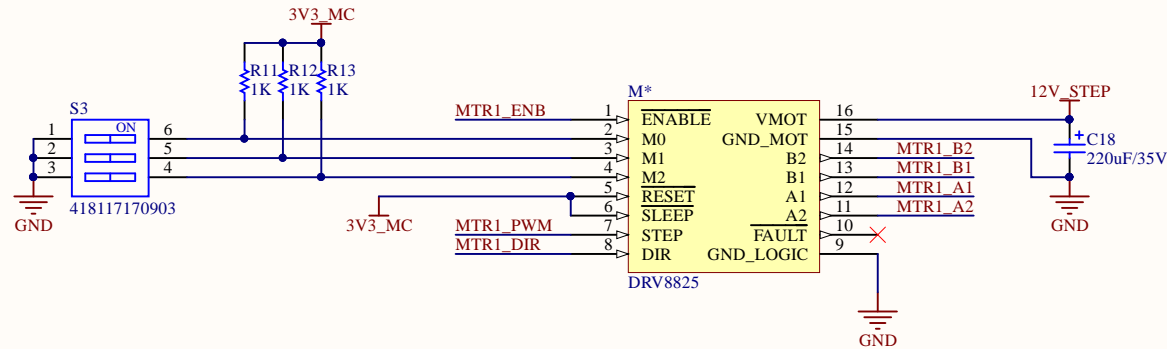 3V3_MC
R11 R12 R13
1K 1K 1K
S3
ON
1 6
2 5
3 4
418117170903
GND
3V3_MC
MTR1_ENB
MTR1_PWM
MTR1_DIR
M*
1 ENABLE VMOT 16
2 M0 GND_MOT 15
3 M1 B2 14
4 M2 B1 13
5 RESET A1 12
6 SLEEP A2 11
7 STEP FAULT 10
8 DIR GND_LOGIC 9
DRV8825
MTR1_B2
MTR1_B1
MTR1_A1
MTR1_A2
12V_STEP
+
C18
220uF/35V
GND
GND